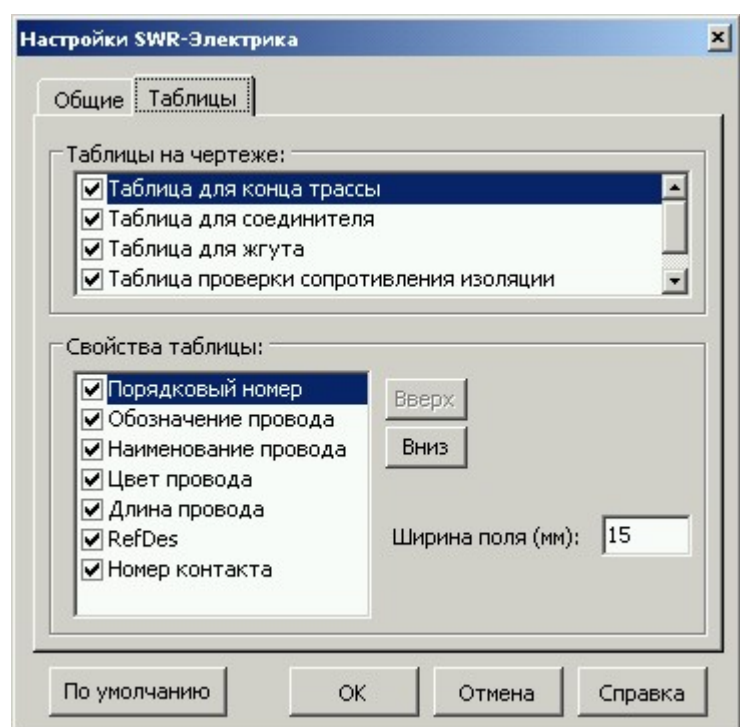 Настройки SWR-Электрика
Общие Таблицы
Таблицы на чертеже:
Таблица для конца трассы
Таблица для соединителя
Таблица для жгута
Таблица проверки сопротивления изоляции
Свойства таблицы:
Порядковый номер
Обозначение провода
Наименование провода
Цвет провода
Длина провода
RefDes
Номер контакта
Вверх
Вниз
Ширина поля (мм): 15
По умолчанию OK Отмена Справка